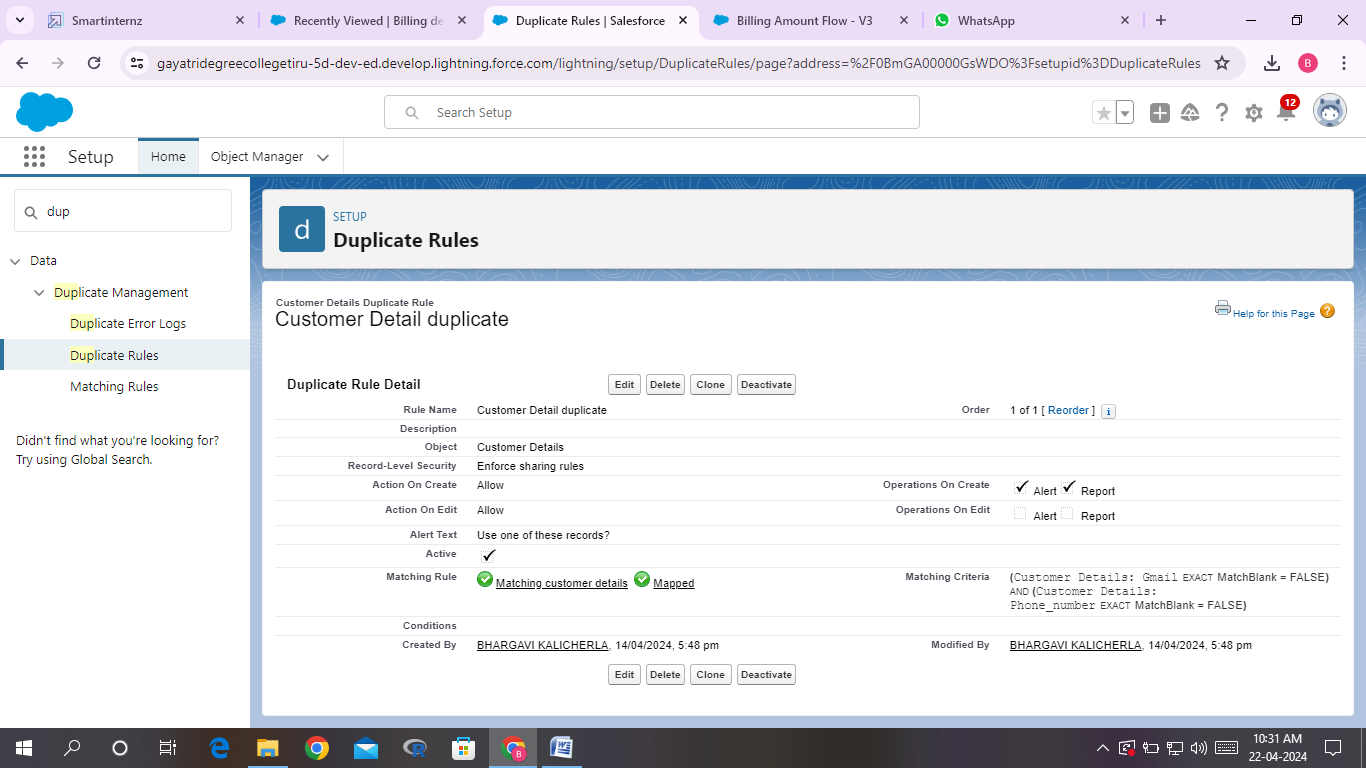 Smartinternz
Recently Viewed | Billing de
Duplicate Rules | Salesforce
Billing Amount Flow - V3
WhatsApp
gayatridegreecollegetiru-5d-dev-ed.develop.lightning.force.com/lightning/setup/DuplicateRules/page?address=%2F0BmGA00000GsWDO%3Fsetupid%3DDuplicateRules
B
Search Setup
12
Setup
Home
Object Manager
dup
Data
Duplicate Management
Duplicate Error Logs
Duplicate Rules
Matching Rules
Didn't find what you're looking for?
Try using Global Search.
d
SETUP
Duplicate Rules
Customer Details Duplicate Rule
Customer Detail duplicate
Help for this Page ?
Duplicate Rule Detail
Edit Delete Clone Deactivate
Rule Name Customer Detail duplicate Order 1 of 1 [ Reorder ] i
Description
Object Customer Details
Record-Level Security Enforce sharing rules
Action On Create Allow Operations On Create Alert Report
Action On Edit Allow Operations On Edit Alert Report
Alert Text Use one of these records?
Active
Matching Rule Matching customer details Mapped Matching Criteria (Customer Details: Gmail EXACT MatchBlank = FALSE)
AND (Customer Details:
Phone_number EXACT MatchBlank = FALSE)
Conditions
Created By BHARGAVI KALICHERLA, 14/04/2024, 5:48 pm Modified By BHARGAVI KALICHERLA, 14/04/2024, 5:48 pm
Edit Delete Clone Deactivate
10:31 AM
22-04-2024